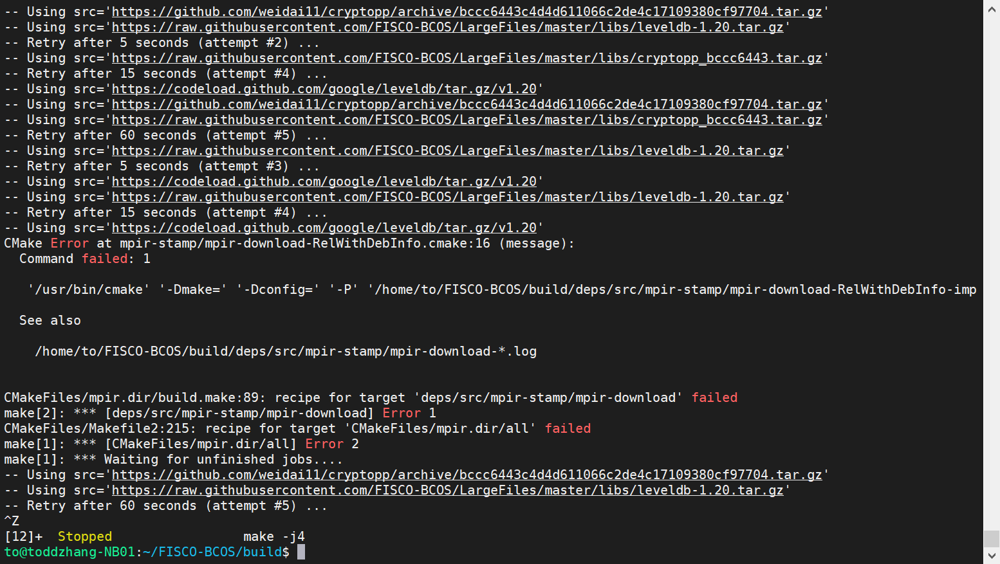 -- Using src='https://github.com/weidai11/cryptopp/archive/bccc6443c4d4d611066c2de4c17109380cf97704.tar.gz'
-- Using src='https://raw.githubusercontent.com/FISCO-BCOS/LargeFiles/master/libs/leveldb-1.20.tar.gz'
-- Retry after 5 seconds (attempt #2) ...
-- Using src='https://raw.githubusercontent.com/FISCO-BCOS/LargeFiles/master/libs/cryptopp_bccc6443.tar.gz'
-- Retry after 15 seconds (attempt #4) ...
-- Using src='https://codeload.github.com/google/leveldb/tar.gz/v1.20'
-- Using src='https://github.com/weidai11/cryptopp/archive/bccc6443c4d4d611066c2de4c17109380cf97704.tar.gz'
-- Using src='https://raw.githubusercontent.com/FISCO-BCOS/LargeFiles/master/libs/cryptopp_bccc6443.tar.gz'
-- Retry after 60 seconds (attempt #5) ...
-- Using src='https://raw.githubusercontent.com/FISCO-BCOS/LargeFiles/master/libs/leveldb-1.20.tar.gz'
-- Retry after 5 seconds (attempt #3) ...
-- Using src='https://codeload.github.com/google/leveldb/tar.gz/v1.20'
-- Using src='https://raw.githubusercontent.com/FISCO-BCOS/LargeFiles/master/libs/leveldb-1.20.tar.gz'
-- Retry after 15 seconds (attempt #4) ...
-- Using src='https://codeload.github.com/google/leveldb/tar.gz/v1.20'
CMake Error at mpir-stamp/mpir-download-RelWithDebInfo.cmake:16 (message):
  Command failed: 1
   '/usr/bin/cmake' '-Dmake=' '-Dconfig=' '-P' '/home/to/FISCO-BCOS/build/deps/src/mpir-stamp/mpir-download-RelWithDebInfo-imp
  See also
    /home/to/FISCO-BCOS/build/deps/src/mpir-stamp/mpir-download-*.log
CMakeFiles/mpir.dir/build.make:89: recipe for target 'deps/src/mpir-stamp/mpir-download' failed
make[2]: *** [deps/src/mpir-stamp/mpir-download] Error 1
CMakeFiles/Makefile2:215: recipe for target 'CMakeFiles/mpir.dir/all' failed
make[1]: *** [CMakeFiles/mpir.dir/all] Error 2
make[1]: *** Waiting for unfinished jobs....
-- Using src='https://github.com/weidai11/cryptopp/archive/bccc6443c4d4d611066c2de4c17109380cf97704.tar.gz'
-- Using src='https://raw.githubusercontent.com/FISCO-BCOS/LargeFiles/master/libs/leveldb-1.20.tar.gz'
-- Retry after 60 seconds (attempt #5) ...
^Z
[12]+  Stopped                 make -j4
to@toddzhang-NB01:~/FISCO-BCOS/build$